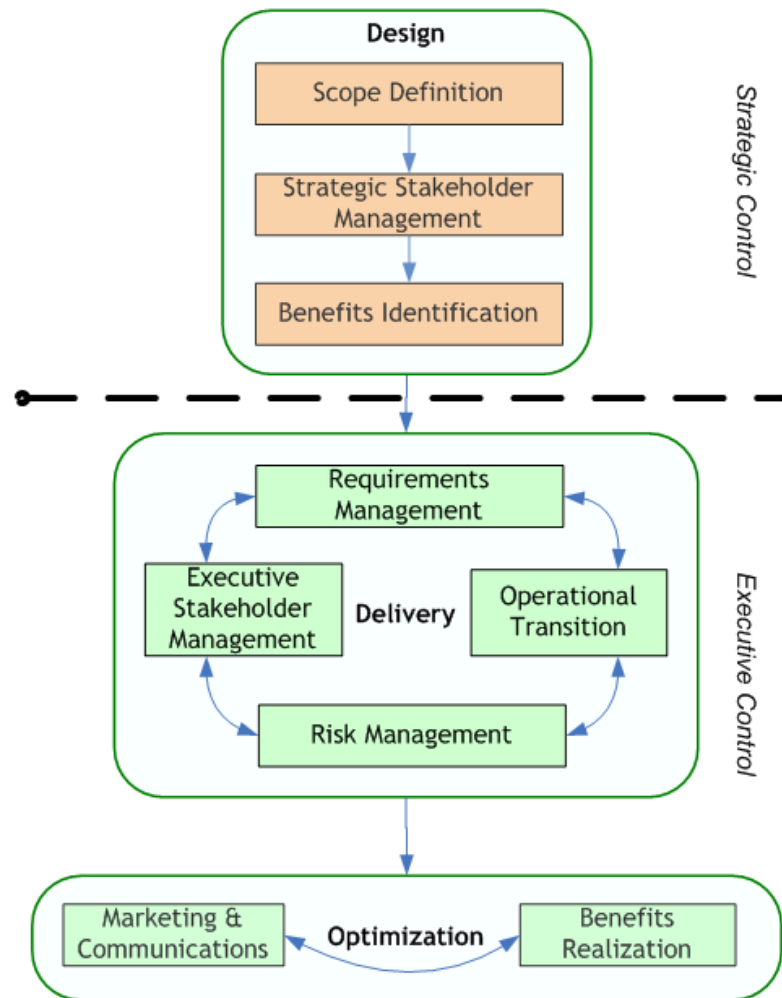 Design
Scope Definition
Strategic Stakeholder
Management
Benefits Identification
Strategic Control
Requirements
Management
Executive
Stakeholder
Management
Delivery
Operational
Transition
Risk Management
Executive Control
Marketing &
Communications
Optimization
Benefits
Realization